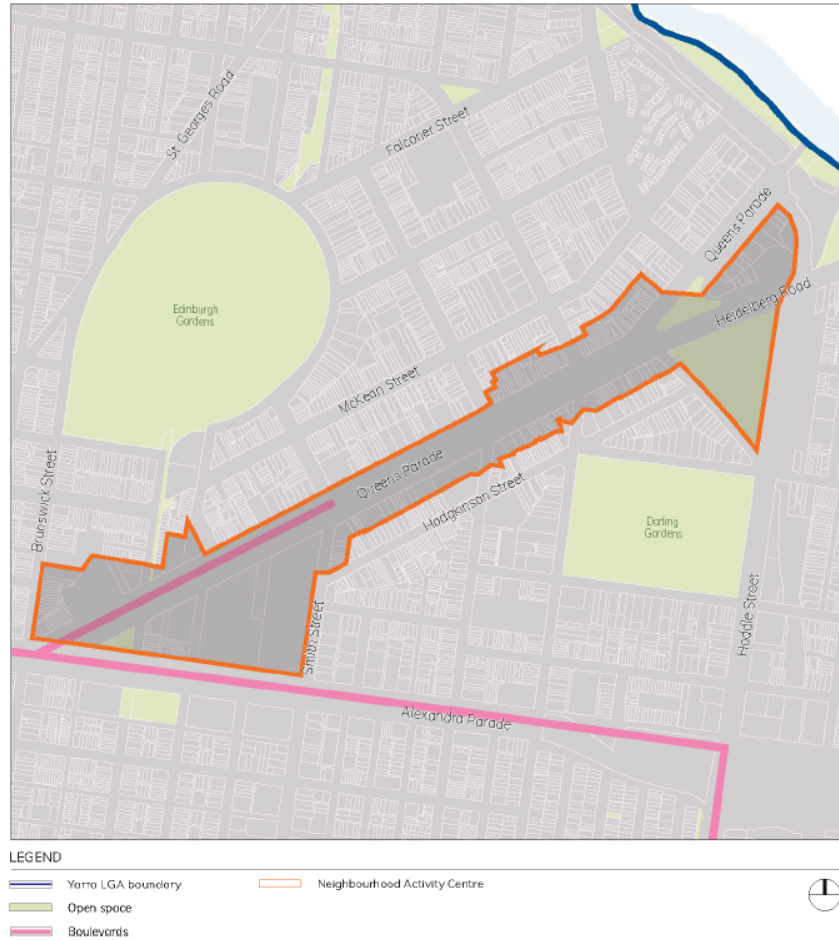 St. Georges Road
Falconer Street
Queens Parade
Heidelberg Road
Edinburgh
Gardens
McKean Street
Queens Parade
Hodgkinson Street
Brunswick Street
Darling
Gardens
Smith Street
Hoddle Street
Alexandra Parade
LEGEND
Yarra LGA boundary
Neighbourhood Activity Centre
Open space
Boulevards